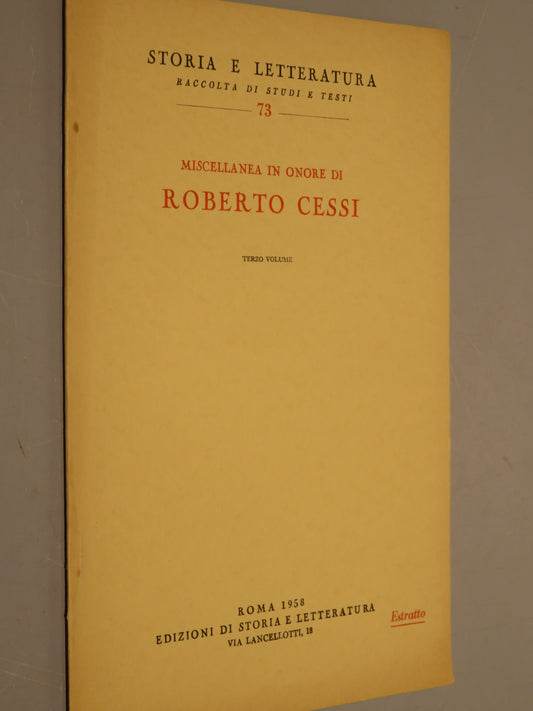 STORIA E LETTERATURA
RACCOLTA DI STUDI E TESTI
73
MISCELLANEA IN ONORE DI
ROBERTO CESSI
TERZO VOLUME
ROMA 1958
EDIZIONI DI STORIA E LETTERATURA
VIA LANCELLOTTI, 18
Estratto